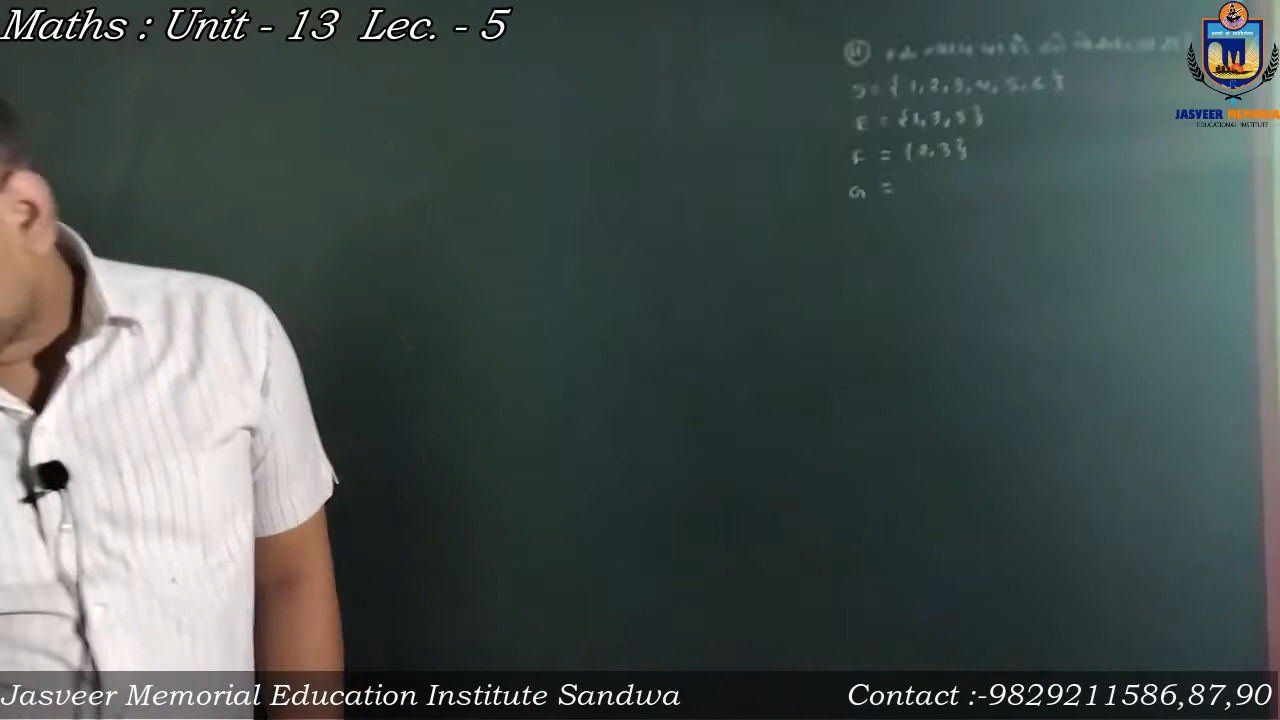 Maths : Unit - 13 Lec. - 5
JASVEER MEMORIAL
EDUCATIONAL INSTITUTE
S = { 1, 2, 3, 4, 5, 6 }
E = {1, 3, 5}
F = {2, 3}
G =
Jasveer Memorial Education Institute Sandwa
Contact :-9829211586,87,90